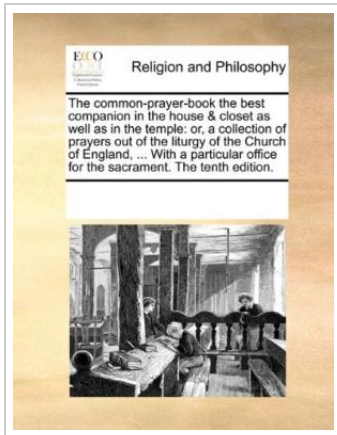 ECCO
Religion and Philosophy
The common-prayer-book the best
companion in the house & closet as
well as in the temple: or, a collection of
prayers out of the liturgy of the Church
of England, ... With a particular office
for the sacrament. The tenth edition.